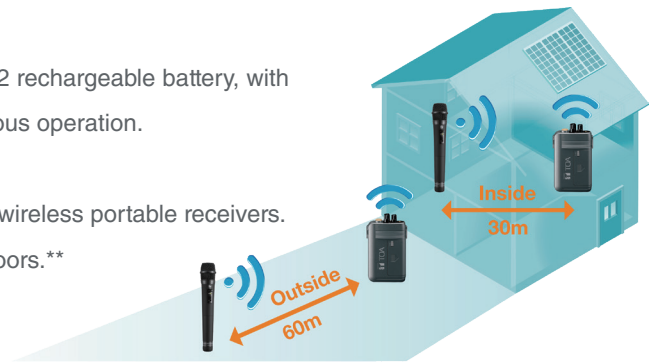 2 rechargeable battery, with
ous operation.
wireless portable receivers.
oors.**
Inside
30m
TOA
TOA
Outside
60m